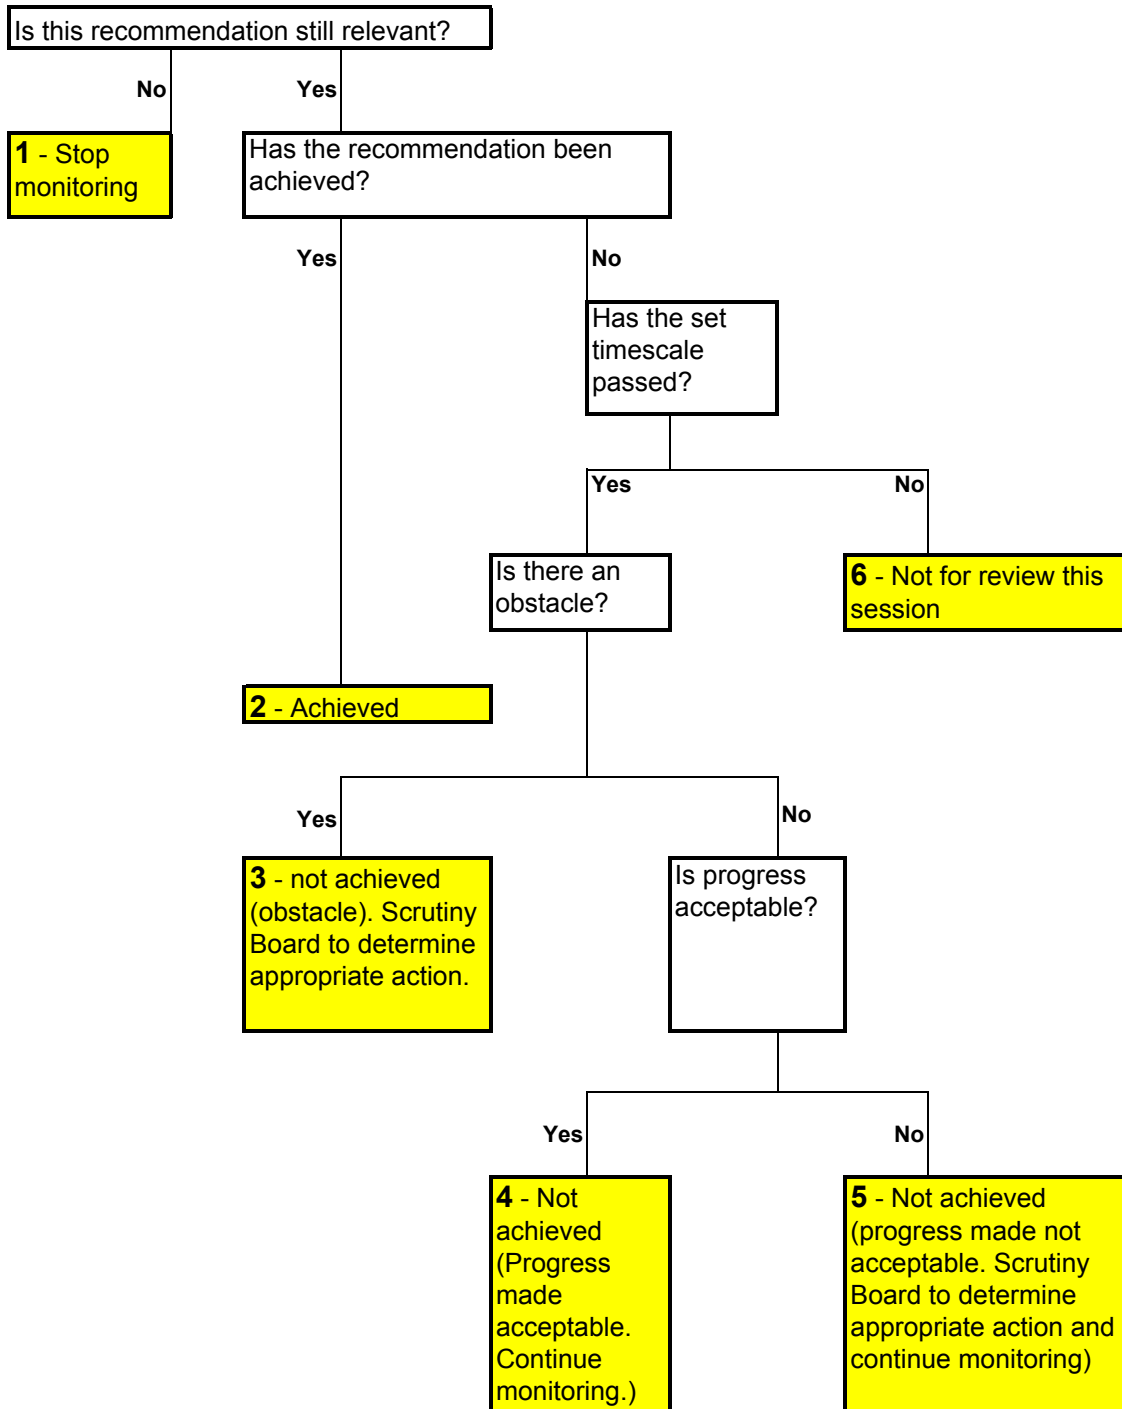 Is this recommendation still relevant?
No
Yes
1 - Stop
monitoring
Has the recommendation been
achieved?
Yes
No
Has the set
timescale
passed?
Yes
No
Is there an
obstacle?
6 - Not for review this
session
2 - Achieved
Yes
No
3 - not achieved
(obstacle). Scrutiny
Board to determine
appropriate action.
Is progress
acceptable?
Yes
No
4 - Not
achieved
(Progress
made
acceptable.
Continue
monitoring.)
5 - Not achieved
(progress made not
acceptable. Scrutiny
Board to determine
appropriate action and
continue monitoring)